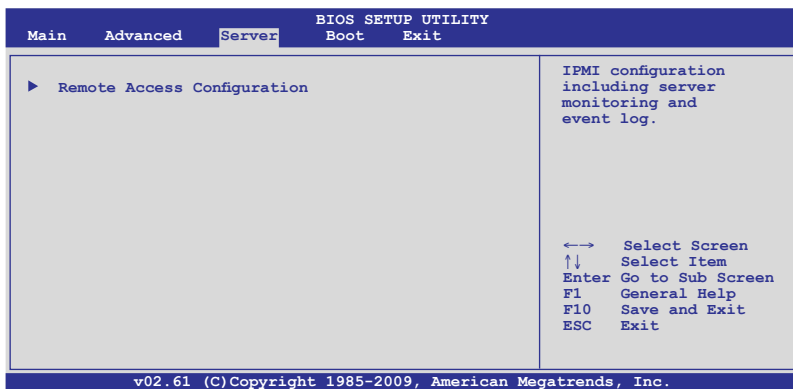 BIOS SETUP UTILITY
Main Advanced Server Boot Exit
▶ Remote Access Configuration
IPMI configuration
including server
monitoring and
event log.
←→ Select Screen
↑↓ Select Item
Enter Go to Sub Screen
F1 General Help
F10 Save and Exit
ESC Exit
v02.61 (C)Copyright 1985-2009, American Megatrends, Inc.